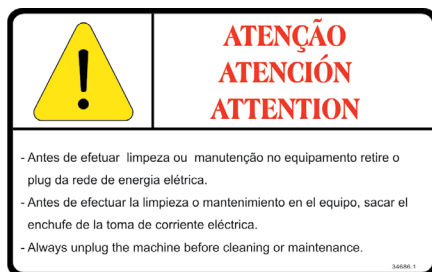 ATENÇÃO
ATENCIÓN
ATTENTION
- Antes de efetuar limpeza ou manutenção no equipamento retire o
plug da rede de energia elétrica.
- Antes de efectuar la limpieza o mantenimiento en el equipo, sacar el
enchufe de la toma de corriente eléctrica.
- Always unplug the machine before cleaning or maintenance.
34686.1